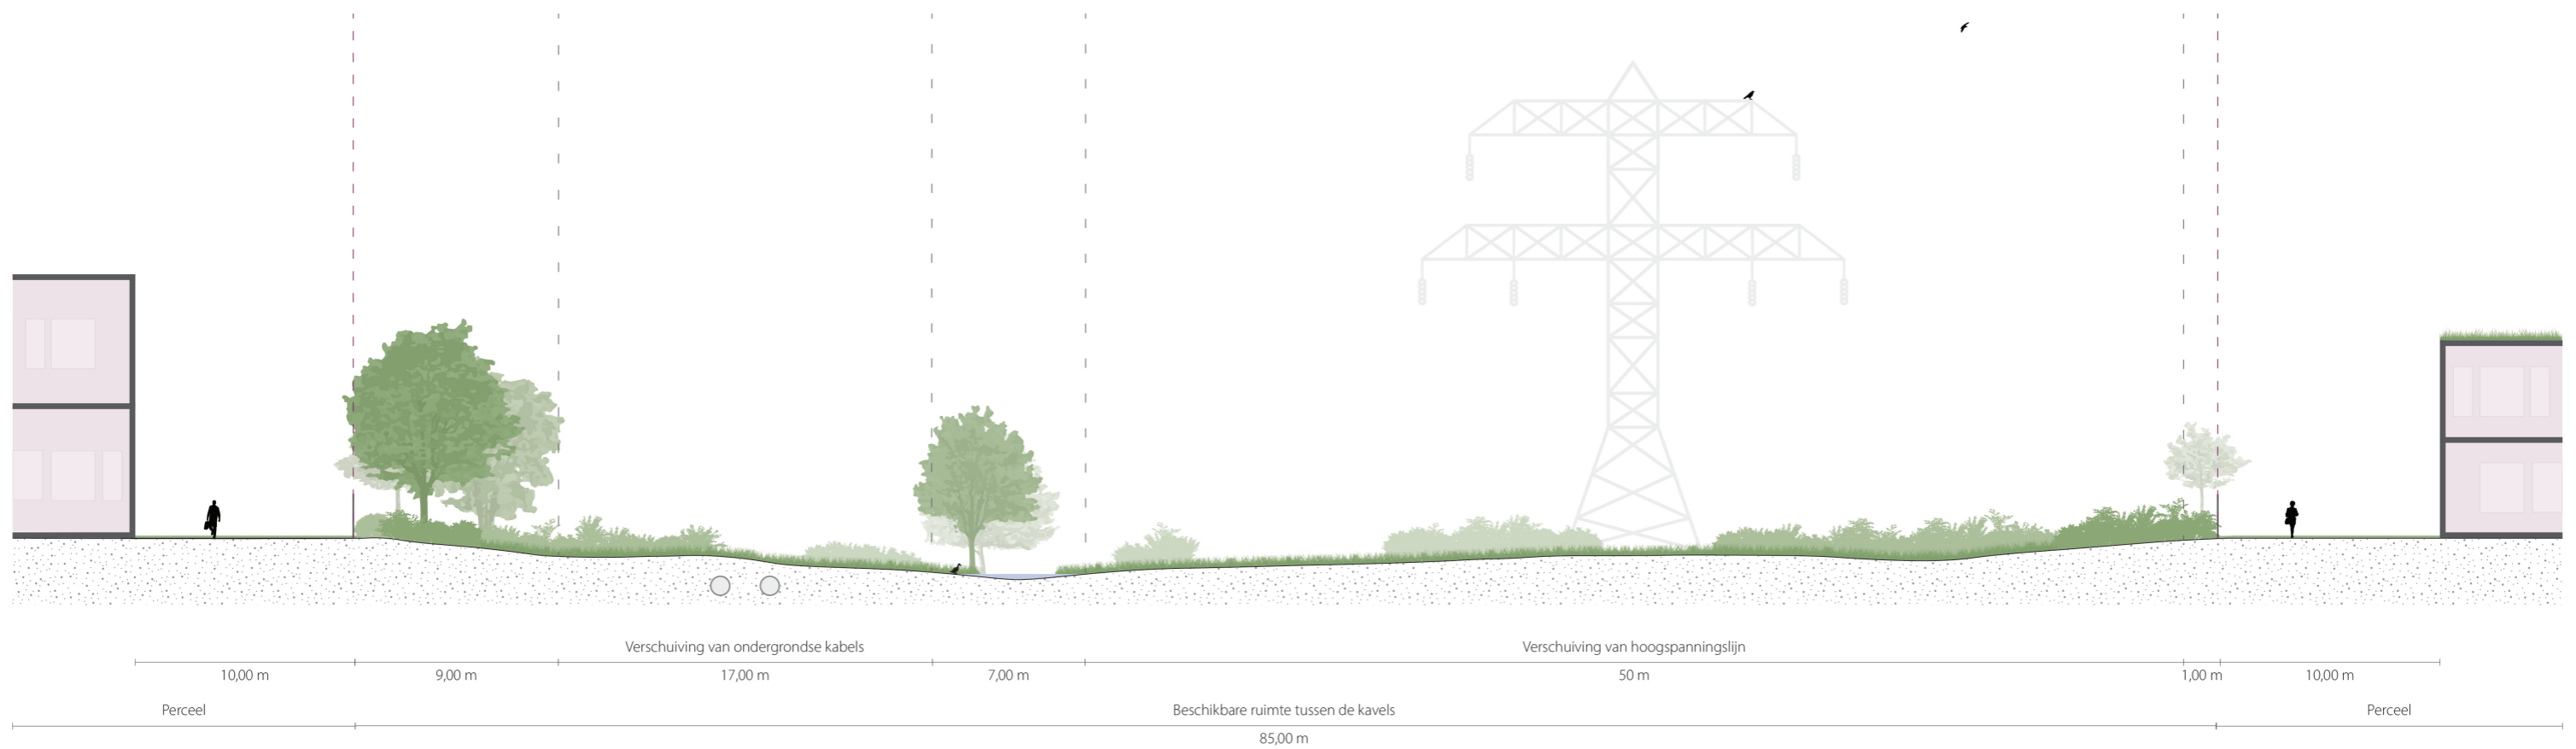 Verschuiving van ondergrondse kabels
Verschuiving van hoogspanningslijn
10,00 m
9,00 m
17,00 m
7,00 m
50 m
1,00 m
10,00 m
Perceel
Beschikbare ruimte tussen de kavels
Perceel
85,00 m